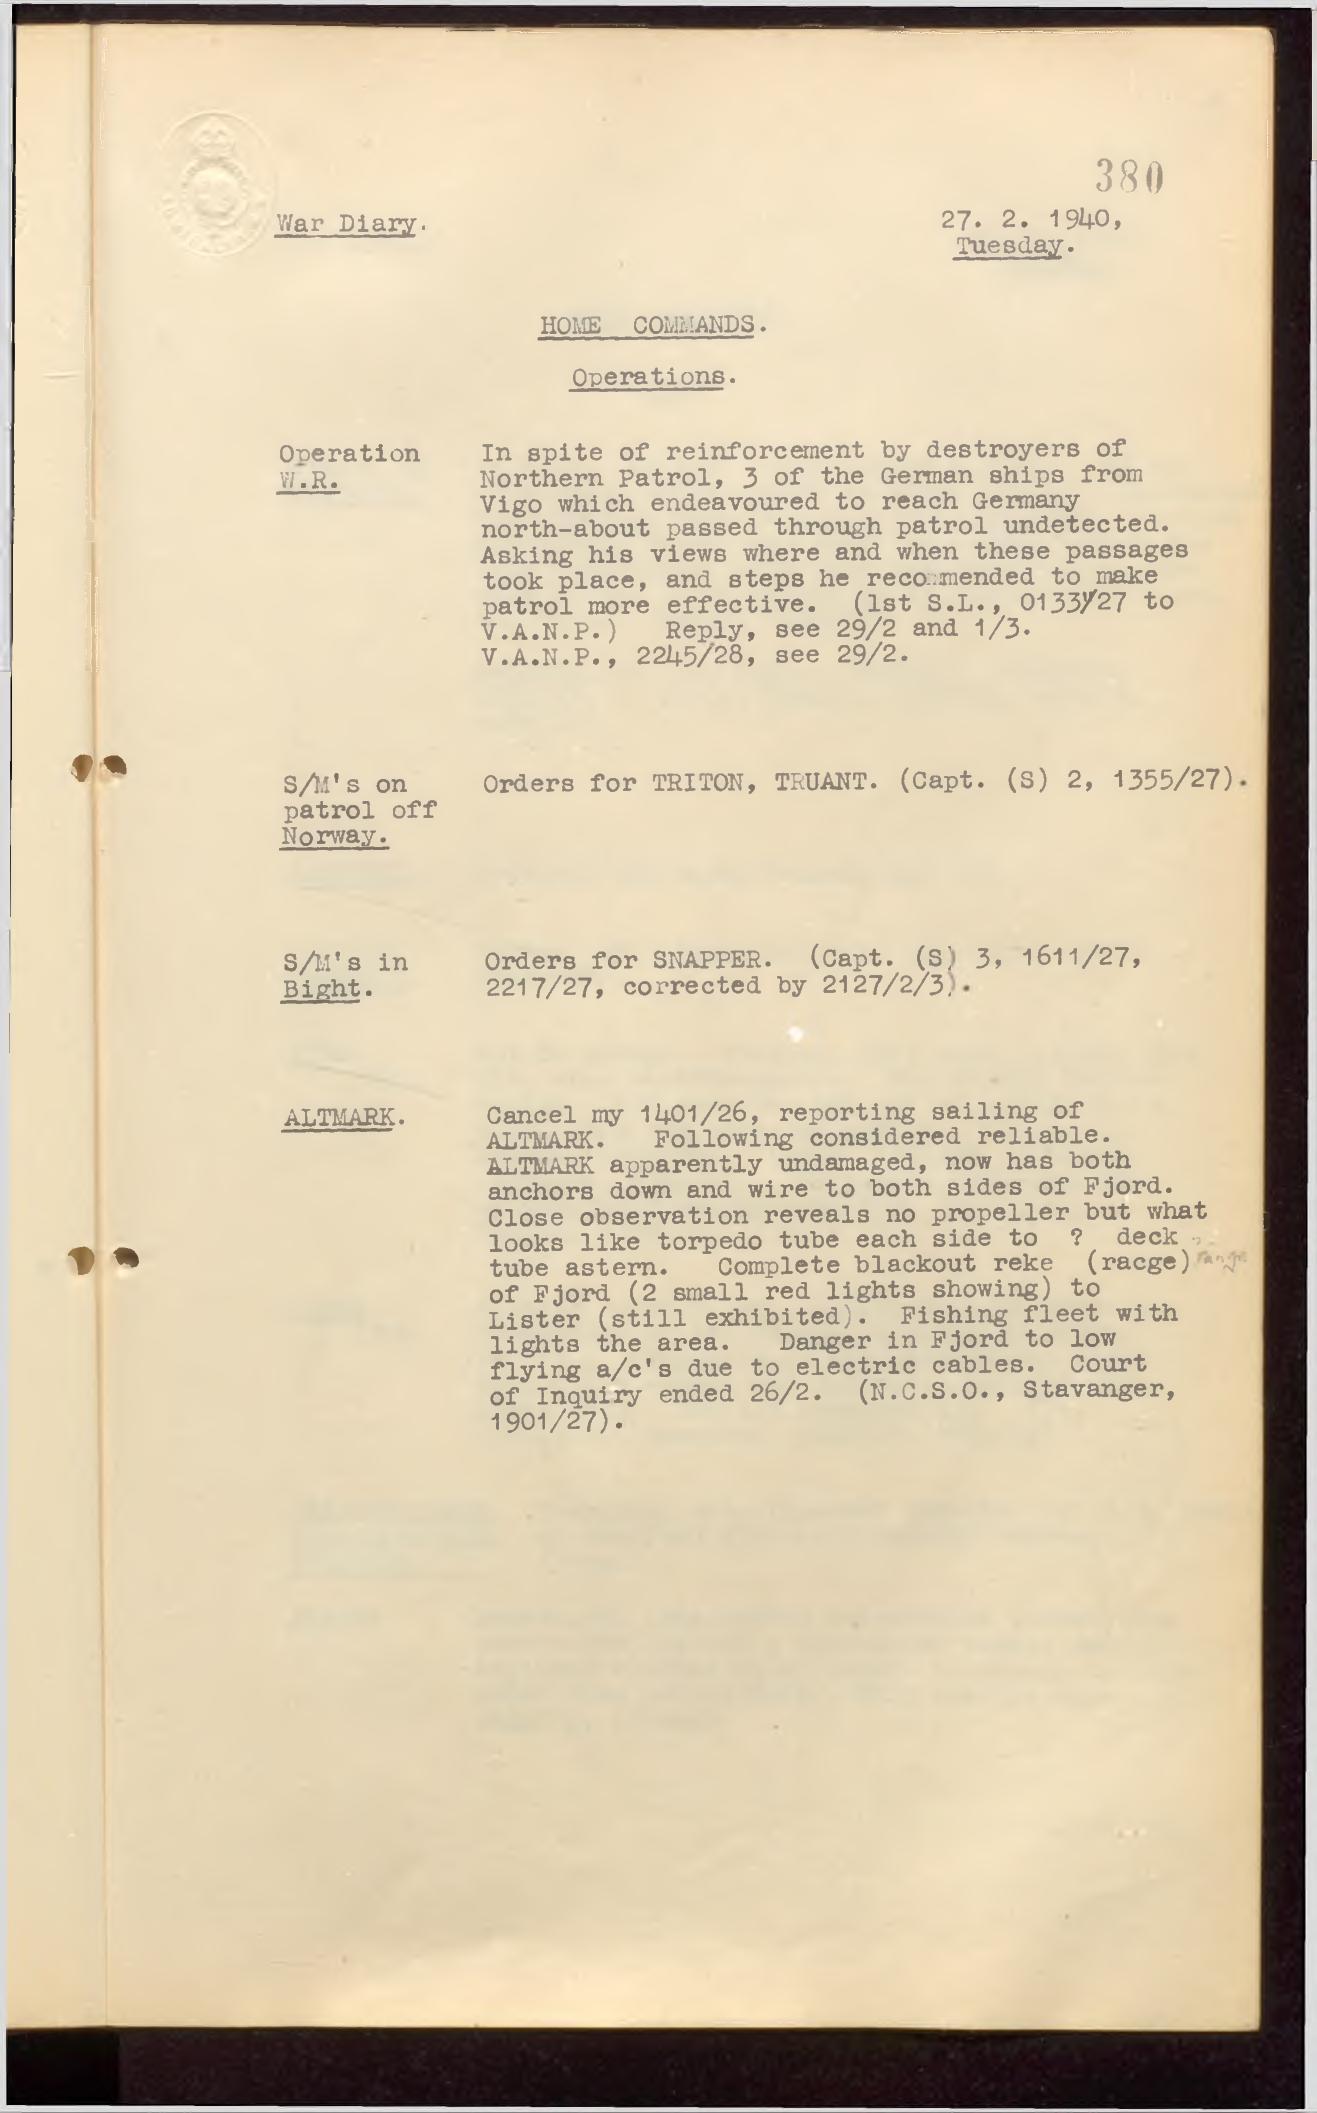 380
War Diary.
27. 2. 1940,
Tuesday.
HOME COMMANDS.
Operations.
Operation
W.R.
In spite of reinforcement by destroyers of
Northern Patrol, 3 of the German ships from
Vigo which endeavoured to reach Germany
north-about passed through patrol undetected.
Asking his views where and when these passages
took place, and steps he recommended to make
patrol more effective. (1st S.L., 0133/27 to
V.A.N.P.) Reply, see 29/2 and 1/3.
V.A.N.P., 2245/28, see 29/2.
S/M's on
patrol off
Norway.
Orders for TRITON, TRUANT. (Capt. (S) 2, 1355/27).
S/M's in
Bight.
Orders for SNAPPER. (Capt. (S) 3, 1611/27,
2217/27, corrected by 2127/2/3).
ALTMARK.
Cancel my 1401/26, reporting sailing of
ALTMARK. Following considered reliable.
ALTMARK apparently undamaged, now has both
anchors down and wire to both sides of Fjord.
Close observation reveals no propeller but what
looks like torpedo tube each side to ? deck
tube astern. Complete blackout reke (racge) range
of Fjord (2 small red lights showing) to
Lister (still exhibited). Fishing fleet with
lights the area. Danger in Fjord to low
flying a/c's due to electric cables. Court
of Inquiry ended 26/2. (N.C.S.O., Stavanger,
1901/27).